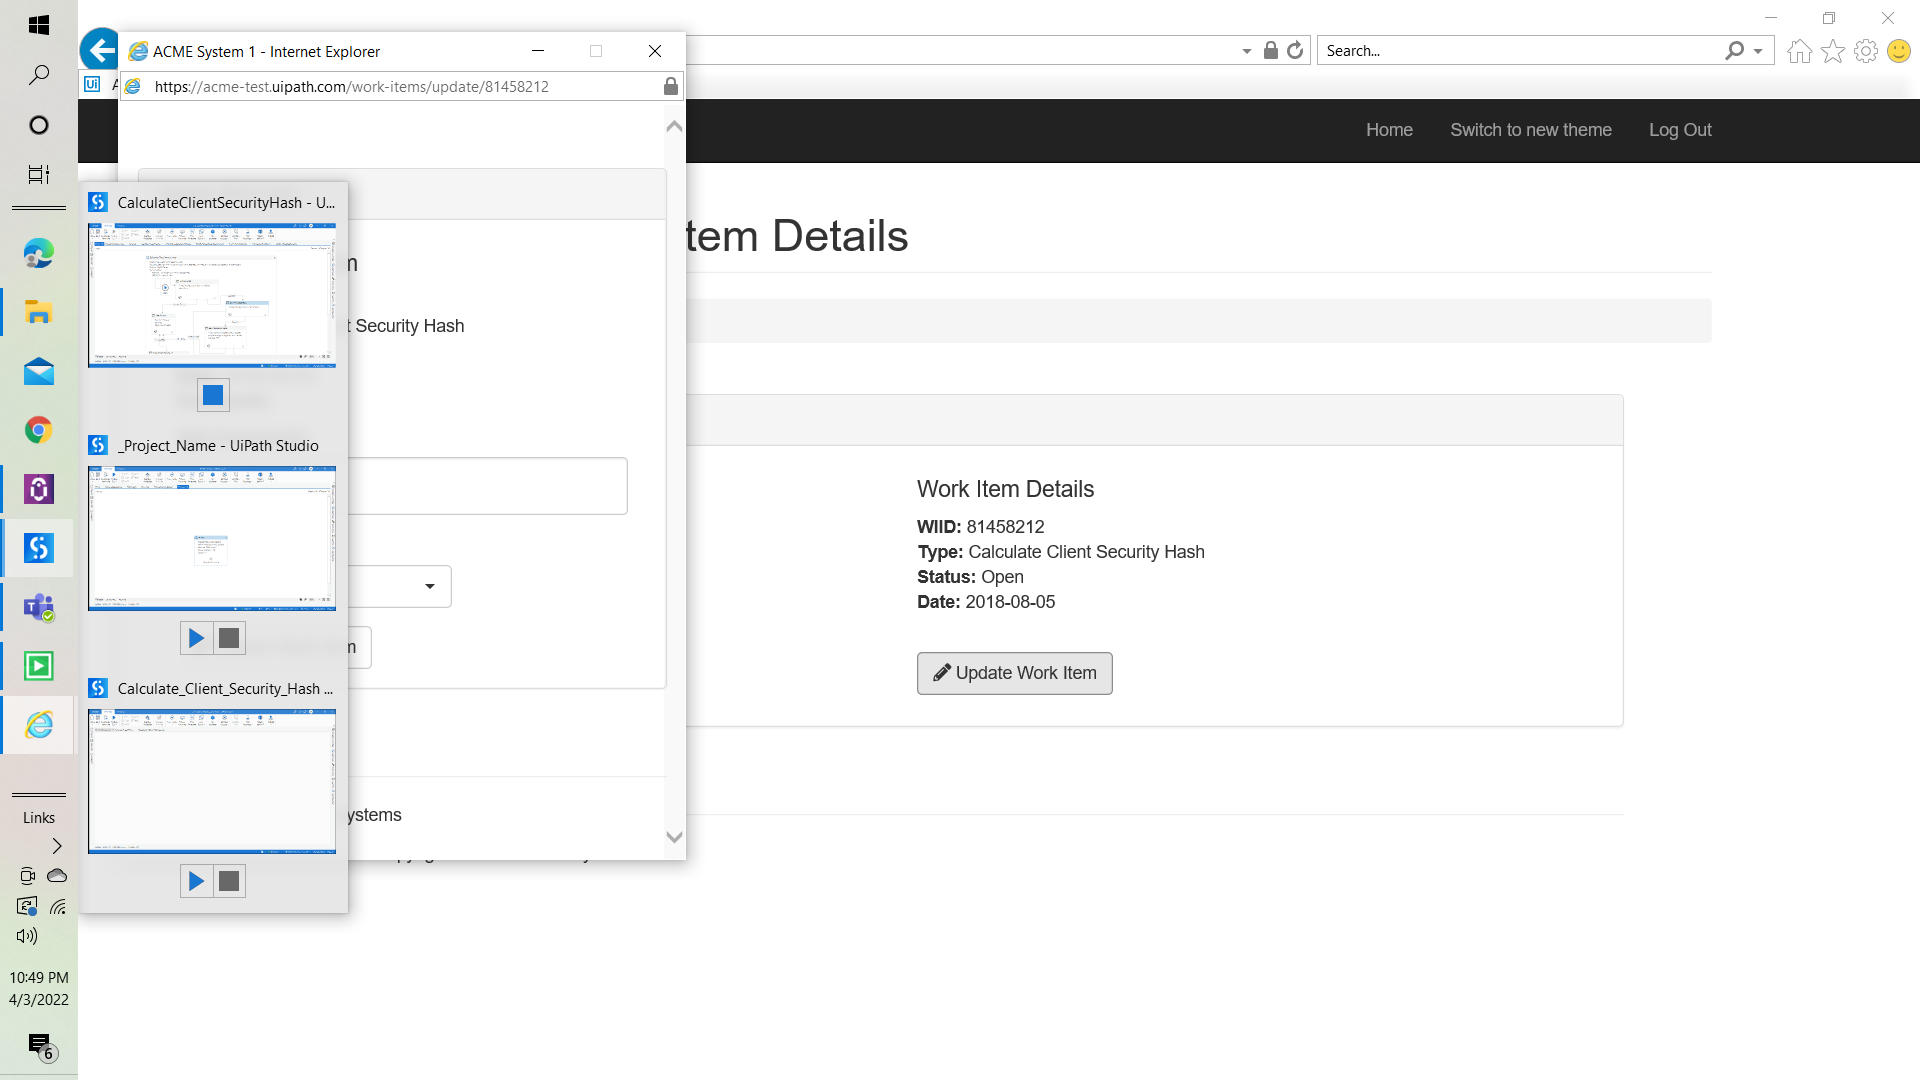 ACME System 1 - Internet Explorer
https://acme-test.uipath.com/work-items/update/81458212
Search...
Home
Switch to new theme
Log Out
CalculateClientSecurityHash - U...
tem Details
t Security Hash
_Project_Name - UiPath Studio
Work Item Details
WIID: 81458212
Type: Calculate Client Security Hash
Status: Open
Date: 2018-08-05
Update Work Item
m
Calculate_Client_Security_Hash ...
ystems
Links
10:49 PM
4/3/2022
6